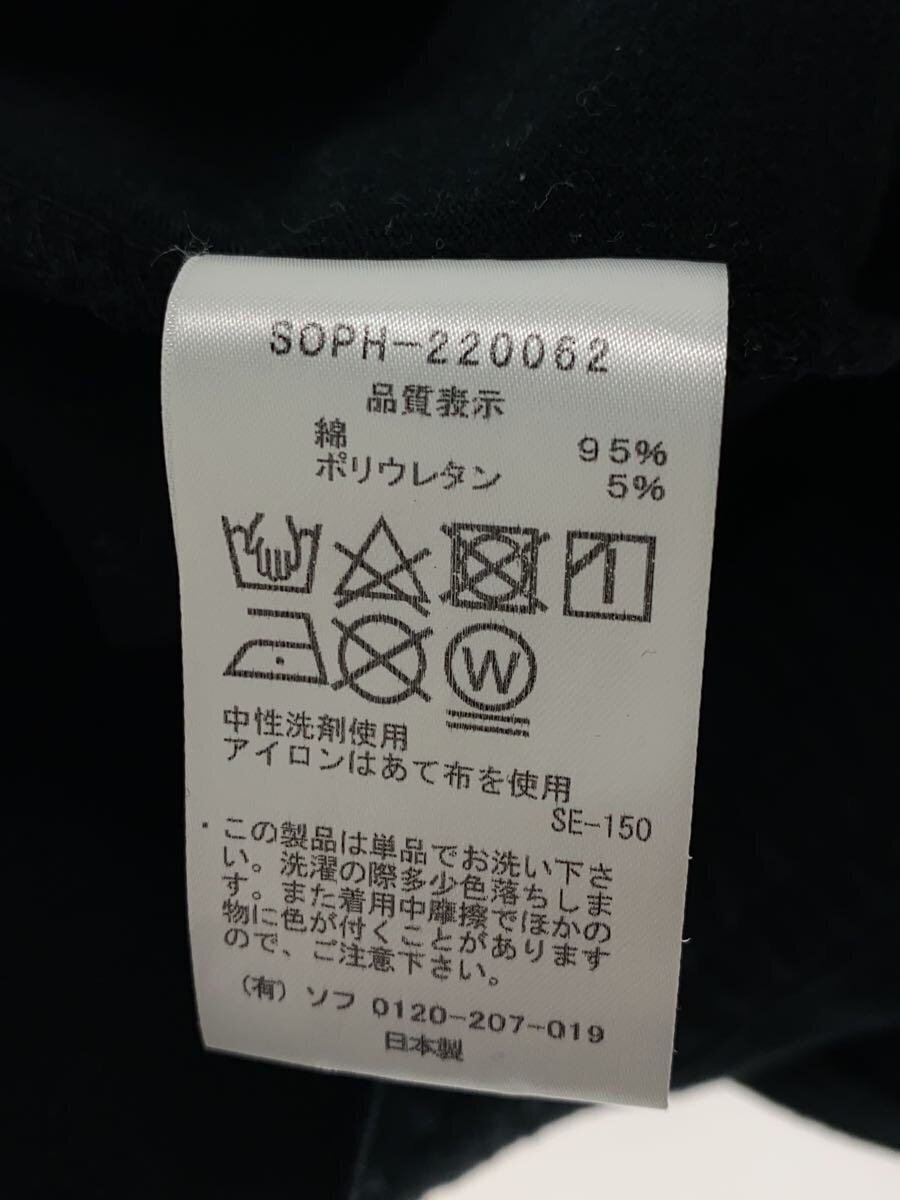 SOPH-220062
品質表示
綿 95%
ポリウレタン 5%
W
中性洗剤使用
アイロンはあて布を使用
SE-150
・この製品は単品でお洗い下さ
い。洗濯の際多少色落ちしま
す。また着用中摩擦でほかの
物に色が付くことがあります
ので、ご注意下さい。
(有) ソフ 0120-207-019
日本製